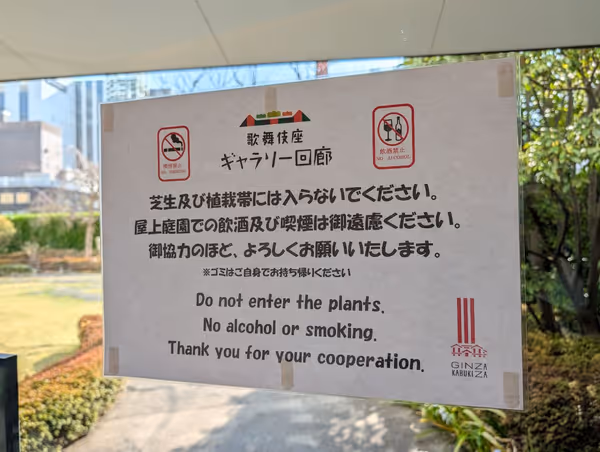 歌舞伎座
ギャラリー回廊
喫煙禁止
NO SMOKING
飲酒禁止
NO ALCOHOL
芝生及び植栽帯には入らないでください。
屋上庭園での飲酒及び喫煙は御遠慮ください。
御協力のほど、よろしくお願いいたします。
※ゴミはご自身でお持ち帰りください
Do not enter the plants.
No alcohol or smoking.
Thank you for your cooperation.
GINZA
KABUKIZA